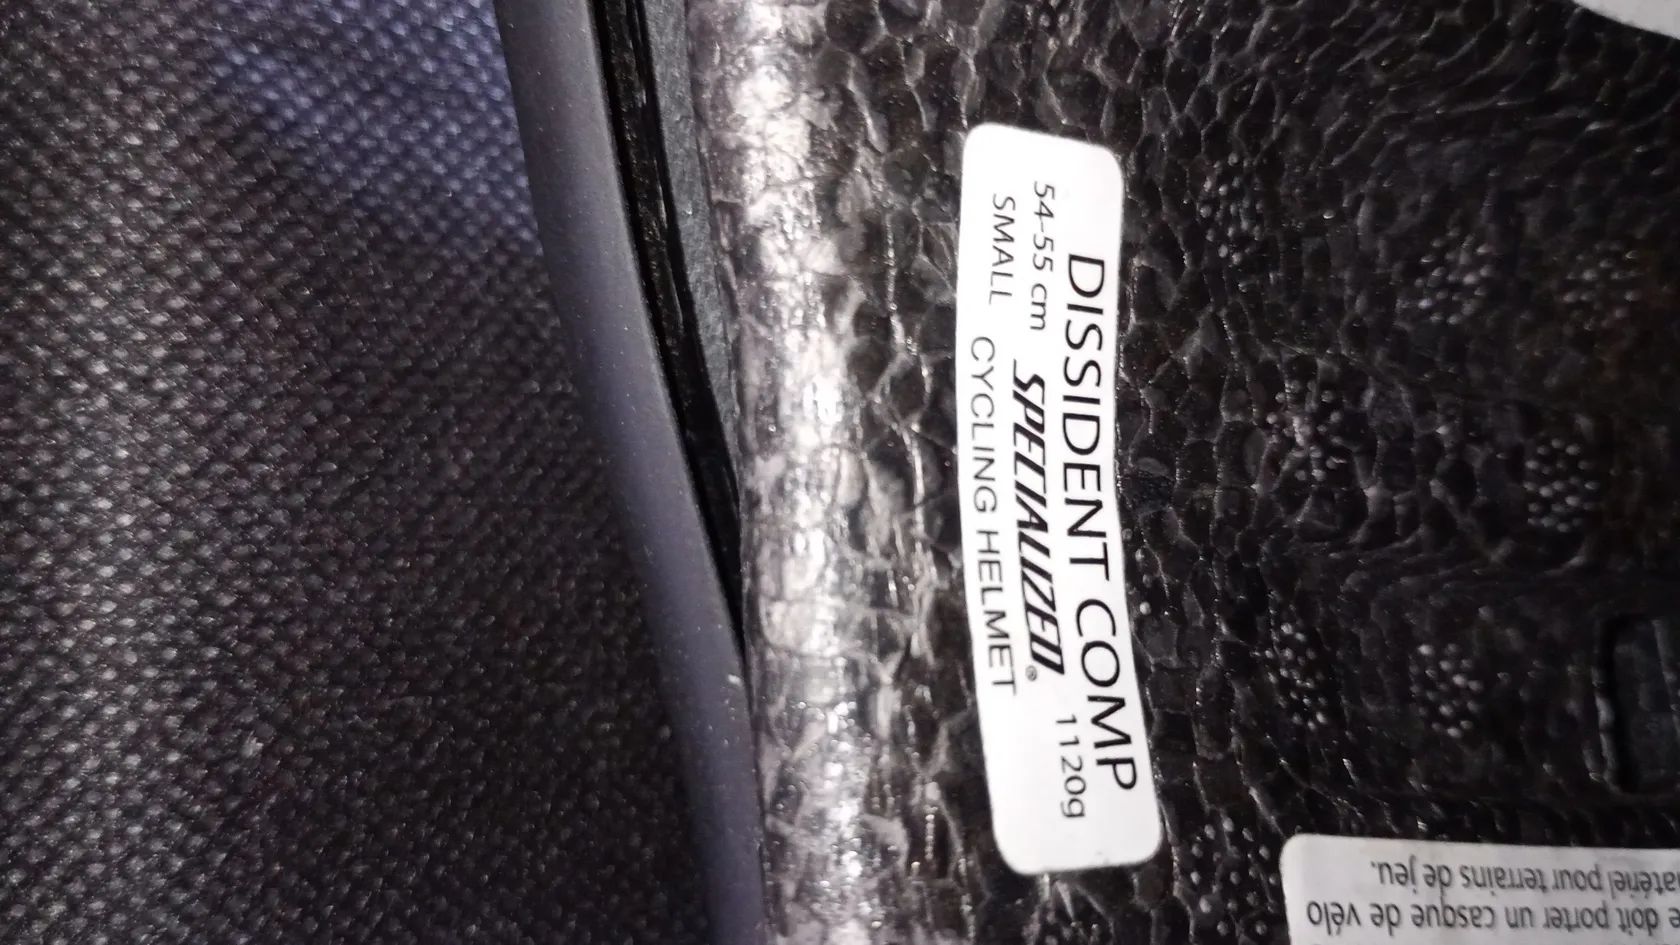 DISSIDENT COMP
54-55 cm SPECIALIZED® 1120g
SMALL CYCLING HELMET
doit porter un casque de vélo
pour terrains de jeu.